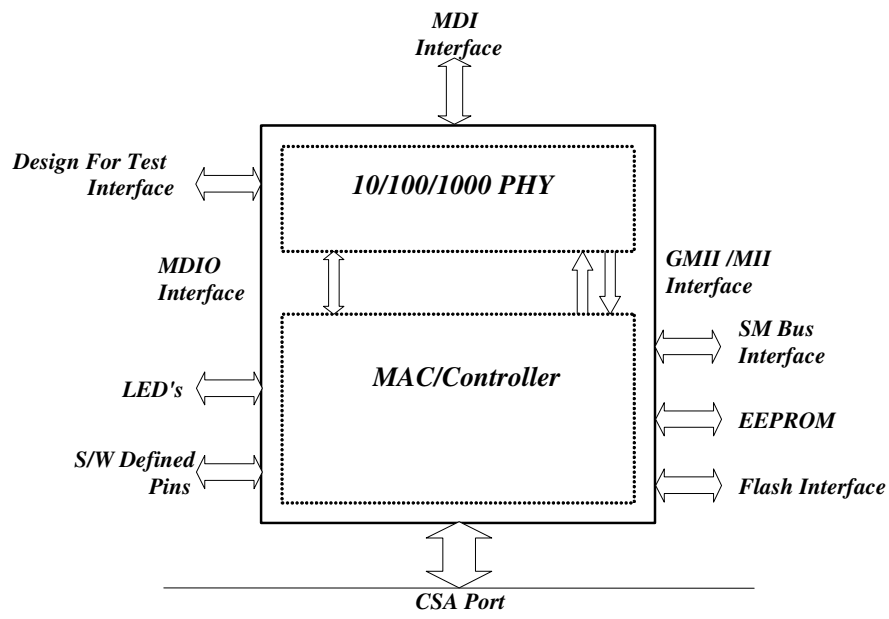 MDI
Interface
Design For Test
Interface
10/100/1000 PHY
MDIO
Interface
GMII /MII
Interface
SM Bus
Interface
MAC/Controller
LED's
EEPROM
S/W Defined
Pins
Flash Interface
CSA Port